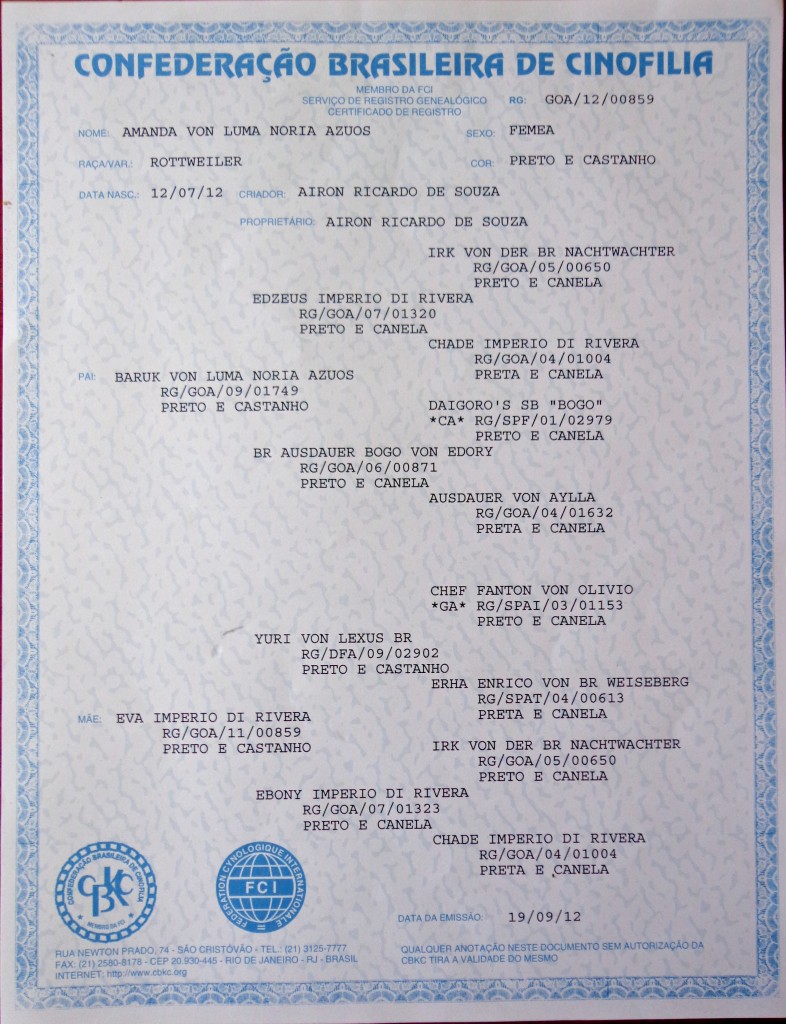 CONFEDERAÇÃO BRASILEIRA DE CINOFILIA
MEMBRO DA FCI
SERVIÇO DE REGISTRO GENEALÓGICO
CERTIFICADO DE REGISTRO
RG: GOA/12/00859
NOME: AMANDA VON LUMA NORIA AZUOS SEXO: FEMEA
RAÇA/VAR.: ROTTWEILER COR: PRETO E CASTANHO
DATA NASC.: 12/07/12 CRIADOR: AIRON RICARDO DE SOUZA
PROPRIETÁRIO: AIRON RICARDO DE SOUZA
IRK VON DER BR NACHTWACHTER
RG/GOA/05/00650
PRETO E CANELA
EDZEUS IMPERIO DI RIVERA
RG/GOA/07/01320
PRETO E CANELA
CHADE IMPERIO DI RIVERA
RG/GOA/04/01004
PRETA E CANELA
PAI: BARUK VON LUMA NORIA AZUOS
RG/GOA/09/01749
PRETO E CASTANHO
DAIGORO'S SB "BOGO"
*CA* RG/SPF/01/02979
PRETO E CANELA
BR AUSDAUER BOGO VON EDORY
RG/GOA/06/00871
PRETO E CANELA
AUSDAUER VON AYLLA
RG/GOA/04/01632
PRETA E CANELA
CHEF FANTON VON OLIVIO
*GA* RG/SPAI/03/01153
PRETO E CANELA
YURI VON LEXUS BR
RG/DFA/09/02902
PRETO E CASTANHO
ERHA ENRICO VON BR WEISEBERG
RG/SPAT/04/00613
PRETA E CANELA
MÃE: EVA IMPERIO DI RIVERA
RG/GOA/11/00859
PRETO E CASTANHO
IRK VON DER BR NACHTWACHTER
RG/GOA/05/00650
PRETO E CANELA
EBONY IMPERIO DI RIVERA
RG/GOA/07/01323
PRETO E CANELA
CHADE IMPERIO DI RIVERA
RG/GOA/04/01004
PRETA E CANELA
CONFEDERAÇÃO BRASILEIRA DE CINOFILIA
CBKC
MEMBRO DA FCI
FEDERATION CYNOLOGIQUE INTERNATIONALE
FCI
DATA DA EMISSÃO: 19/09/12
RUA NEWTON PRADO, 74 - SÃO CRISTÓVÃO - TEL.: (21) 3125-7777
FAX: (21) 2580-8178 - CEP 20.930-445 - RIO DE JANEIRO - RJ - BRASIL
INTERNET: http://www.cbkc.org
QUALQUER ANOTAÇÃO NESTE DOCUMENTO SEM AUTORIZAÇÃO DA
CBKC TIRA A VALIDADE DO MESMO